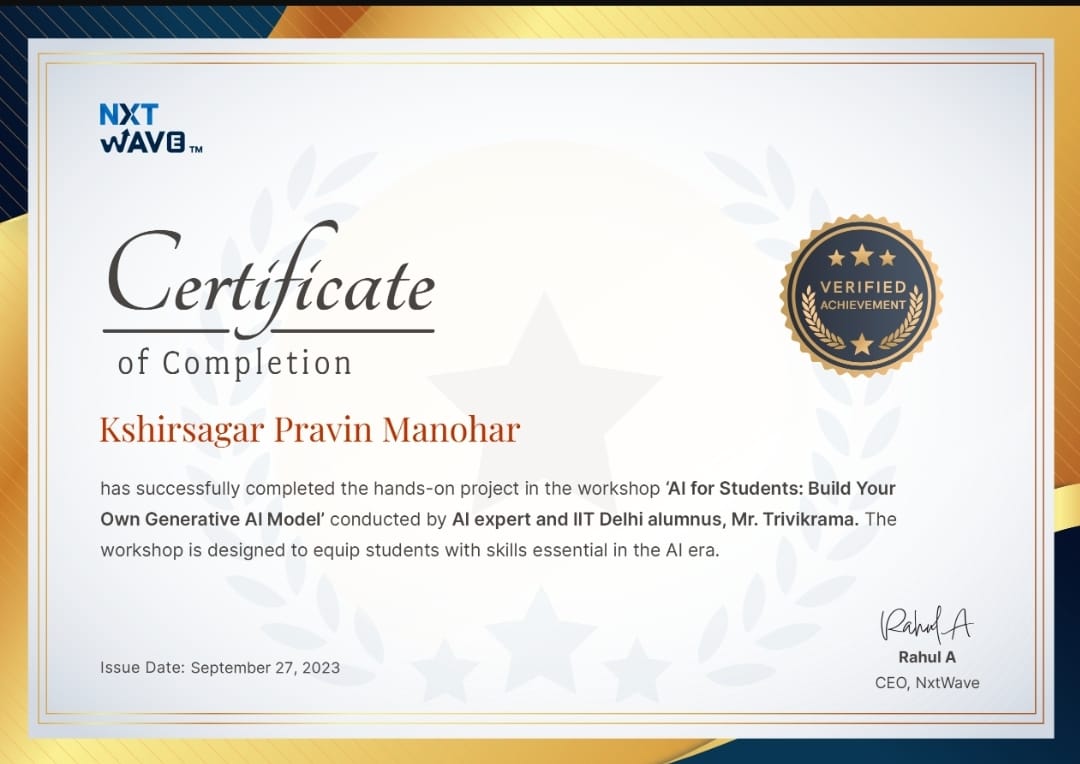 NXT
WAVE TM
Certificate
of Completion
VERIFIED
ACHIEVEMENT
Kshirsagar Pravin Manohar
has successfully completed the hands-on project in the workshop ‘AI for Students: Build Your
Own Generative AI Model’ conducted by AI expert and IIT Delhi alumnus, Mr. Trivikrama. The
workshop is designed to equip students with skills essential in the AI era.
Issue Date: September 27, 2023
Rahul A
Rahul A
CEO, NxtWave